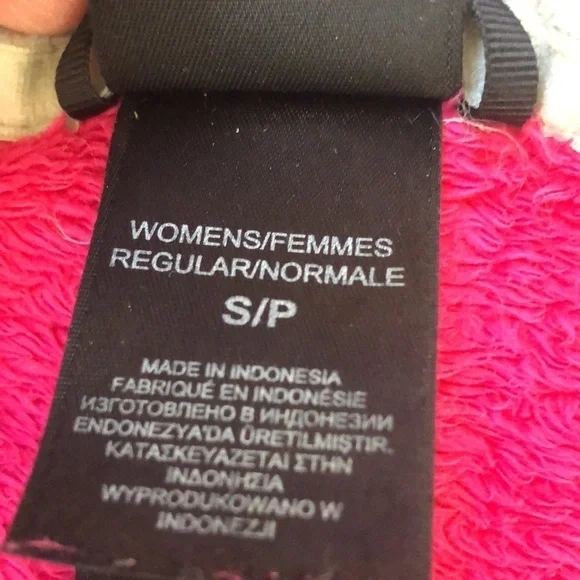 WOMENS/FEMMES
REGULAR/NORMALE
S/P
MADE IN INDONESIA
FABRIQUÉ EN INDONÉSIE
ИЗГОТОВЛЕНО В ИНДОНЕЗИИ
ENDONEZYA'DA ÜRETILMIŞTIR.
ΚΑΤΑΣΚΕΥΑΖΕΤΑΙ ΣΤΗΝ
ΙΝΔΟΝΗΣΙΑ
WYPRODUKOWANO W
INDONEZJI